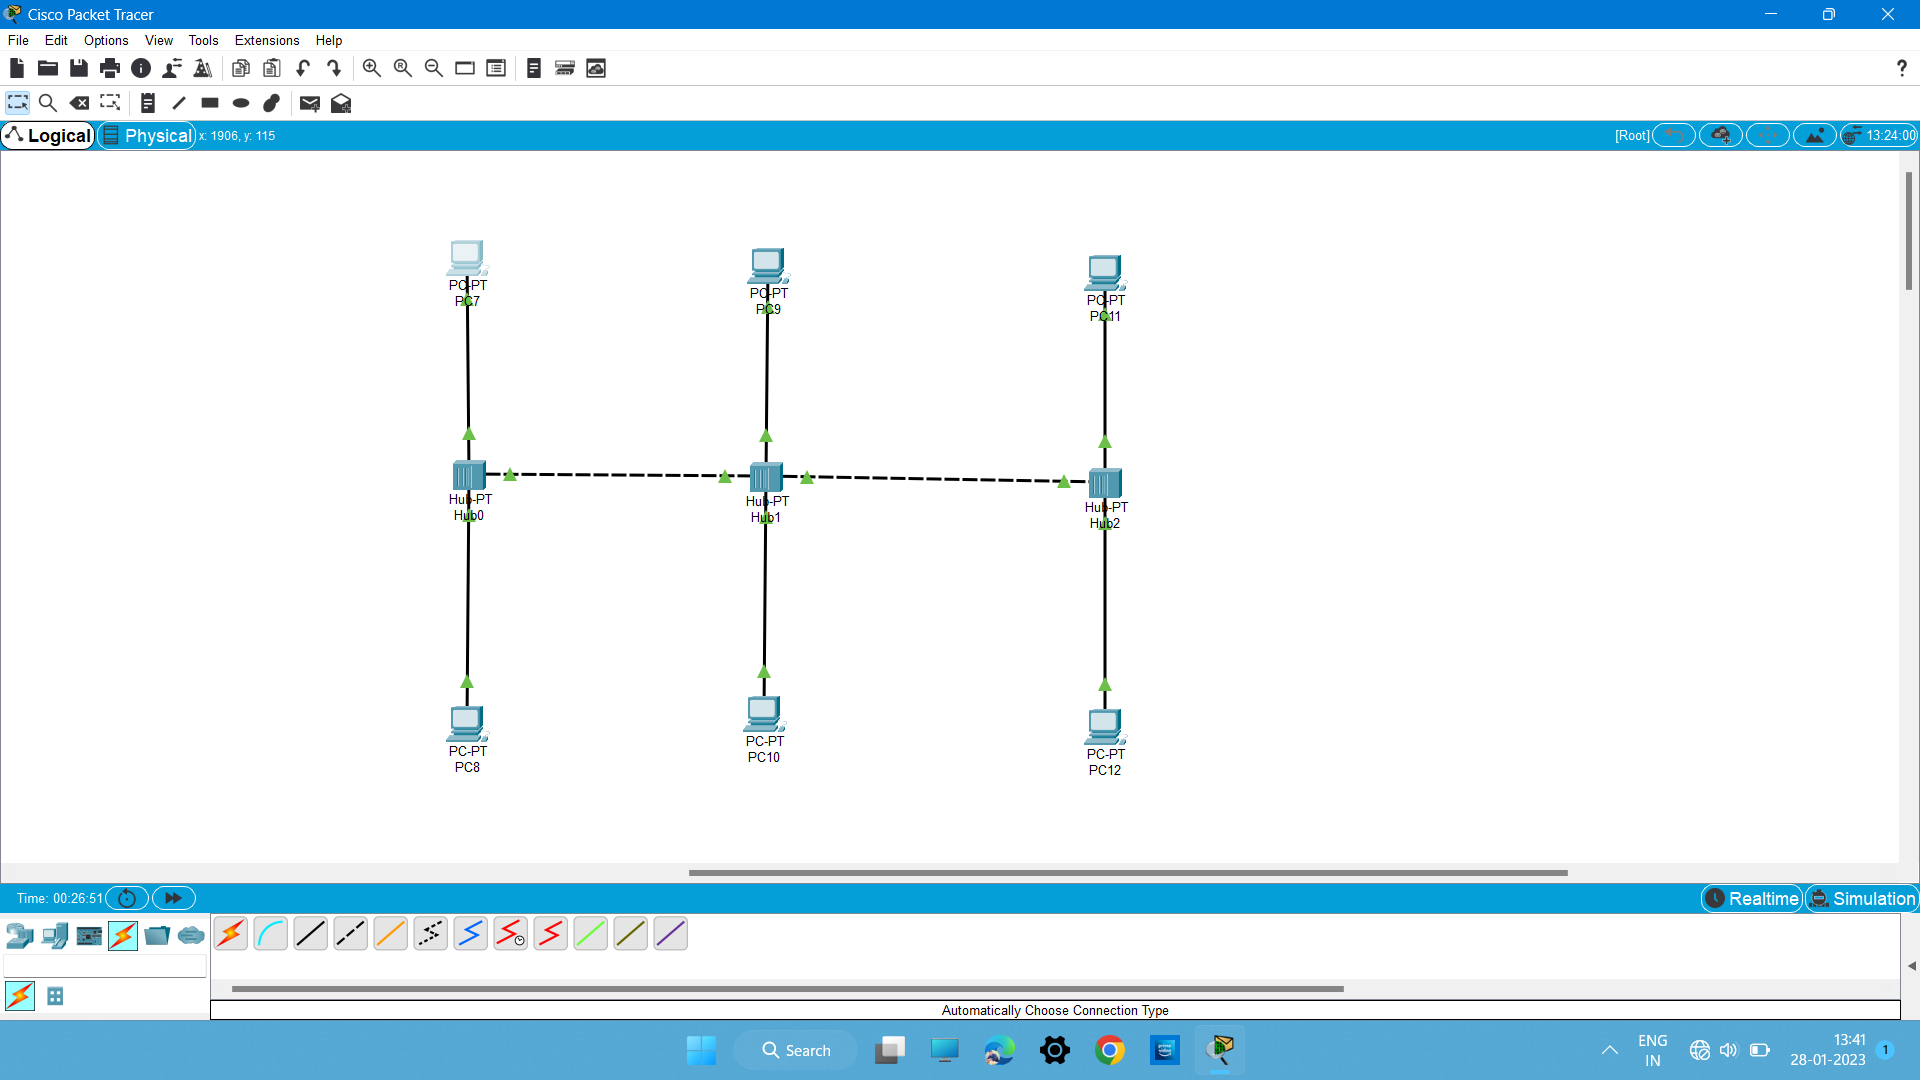 Cisco Packet Tracer
File Edit Options View Tools Extensions Help
?
Logical Physical x: 1906, y: 115 [Root] 13:24:00
PC-PT
PC7
PC-PT
PC9
PC-PT
PC11
Hub-PT
Hub0
Hub-PT
Hub1
Hub-PT
Hub2
PC-PT
PC8
PC-PT
PC10
PC-PT
PC12
Time: 00:26:51 Realtime Simulation
Automatically Choose Connection Type
Search
ENG
IN
13:41
28-01-2023
1